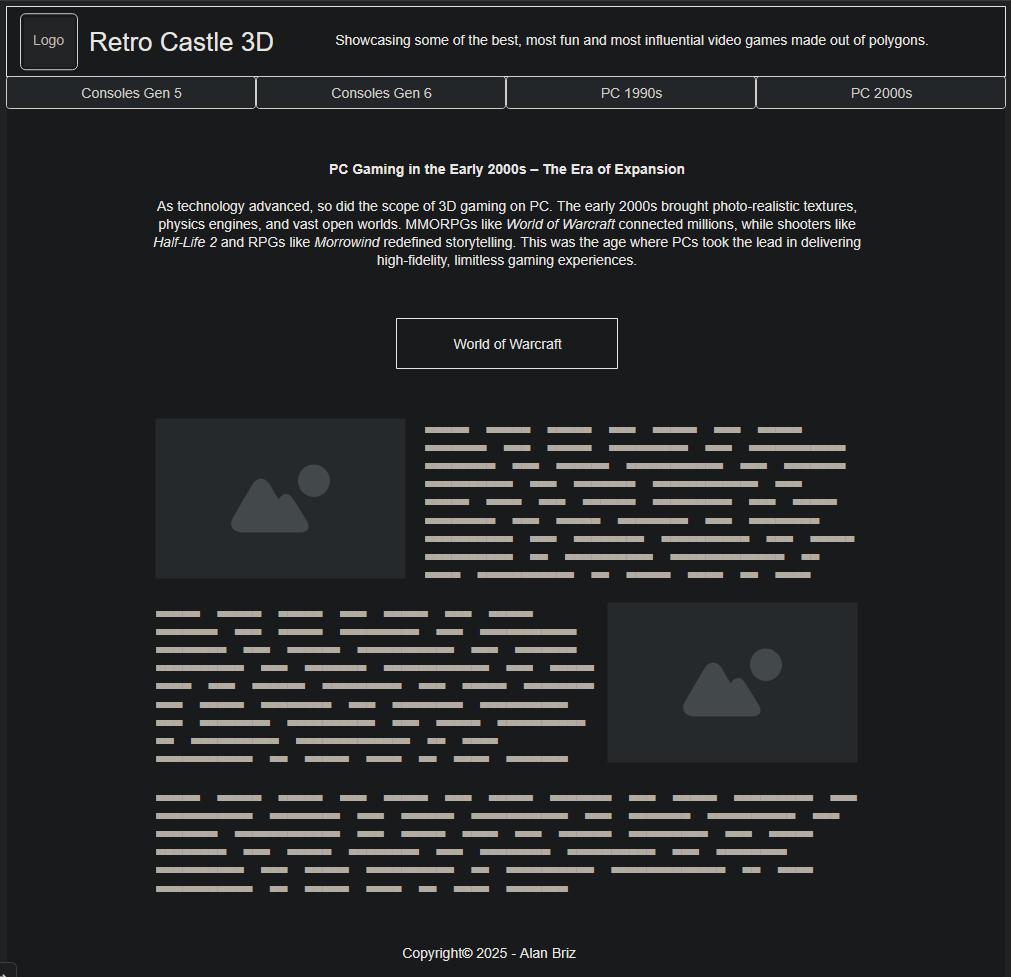 Logo
Retro Castle 3D
Showcasing some of the best, most fun and most influential video games made out of polygons.
Consoles Gen 5
Consoles Gen 6
PC 1990s
PC 2000s
PC Gaming in the Early 2000s – The Era of Expansion
As technology advanced, so did the scope of 3D gaming on PC. The early 2000s brought photo-realistic textures,
physics engines, and vast open worlds. MMORPGs like World of Warcraft connected millions, while shooters like
Half-Life 2 and RPGs like Morrowind redefined storytelling. This was the age where PCs took the lead in delivering
high-fidelity, limitless gaming experiences.
World of Warcraft
Copyright© 2025 - Alan Briz